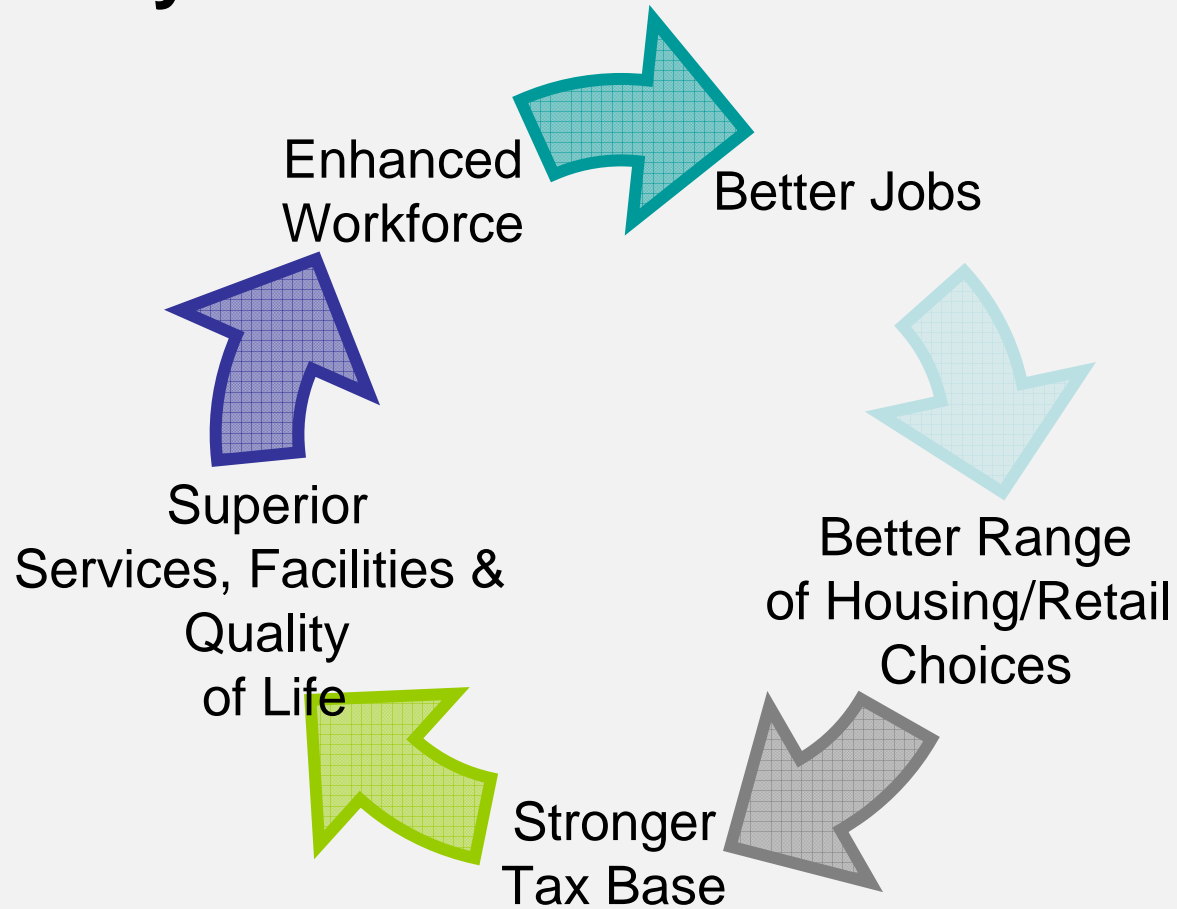 Enhanced
Workforce
Better Jobs
Better Range
of Housing/Retail
Choices
Stronger
Tax Base
Superior
Services, Facilities &
Quality
of Life